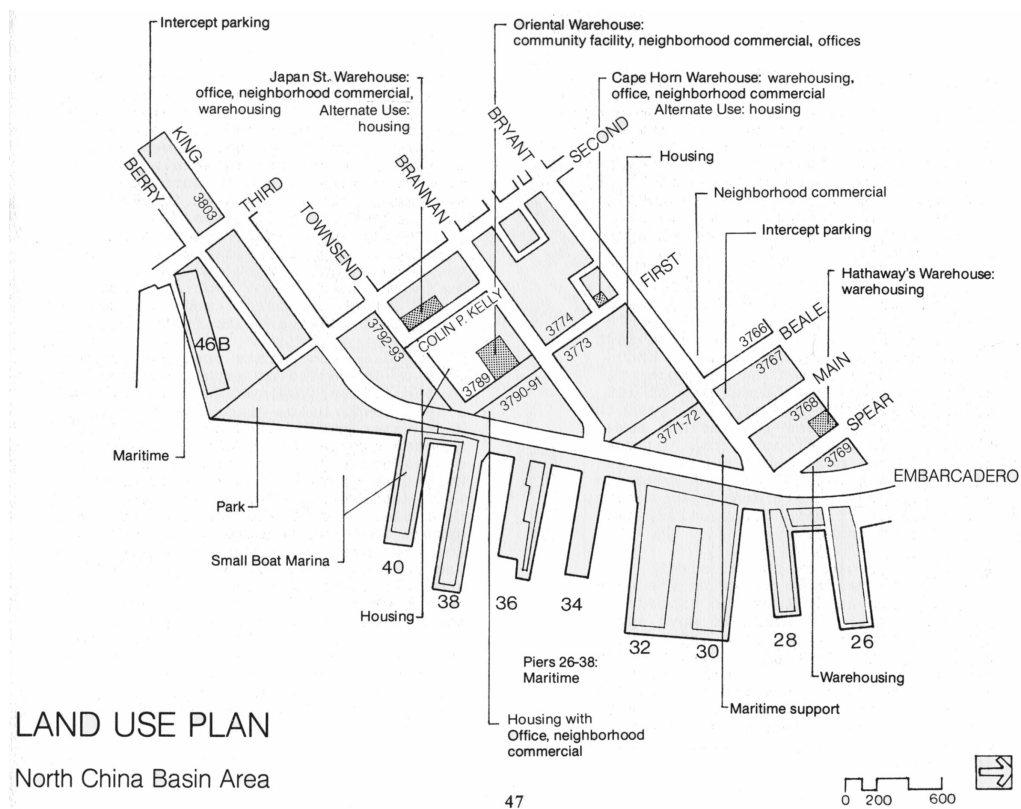 Intercept parking
Oriental Warehouse:
community facility, neighborhood commercial, offices
Japan St. Warehouse:
office, neighborhood commercial,
warehousing Alternate Use:
housing
Cape Horn Warehouse: warehousing,
office, neighborhood commercial
Alternate Use: housing
BRYANT
SECOND
KING
BERRY
3803
THIRD
TOWNSEND
BRANNAN
Housing
Neighborhood commercial
Intercept parking
Hathaway's Warehouse:
warehousing
FIRST
3766
BEALE
3767
MAIN
3768
SPEAR
3769
EMBARCADERO
3774
3773
3771-72
COLIN P. KELLY
3792-93
3789
3790-91
46B
Maritime
Park
Small Boat Marina
40
Housing
38
36
34
32
30
28
26
Piers 26-38:
Maritime
Warehousing
Maritime support
Housing with
Office, neighborhood
commercial
LAND USE PLAN
North China Basin Area
47
0 200 600